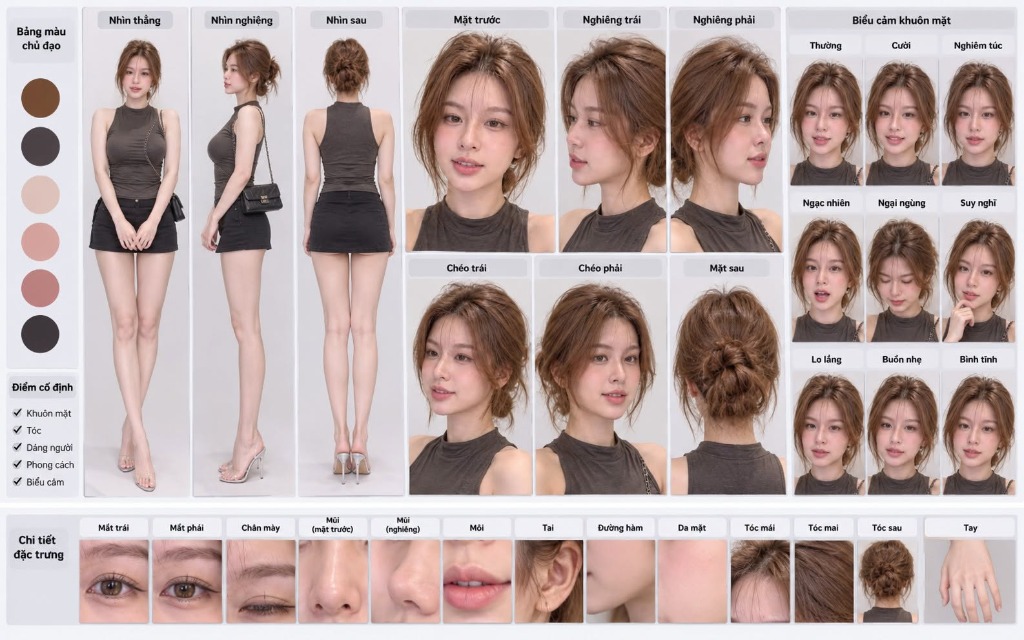 Bảng màu
chủ đạo
Nhìn thẳng
Nhìn nghiệng
Nhìn sau
Mặt trước
Nghiêng trái
Nghiêng phải
Biểu cảm khuôn mặt
Thường
Cười
Nghiêm túc
Ngạc nhiên
Ngại ngùng
Suy nghĩ
Chéo trái
Chéo phải
Mặt sau
Lo lắng
Buồn nhẹ
Bình tĩnh
Điểm cố định
Khuôn mặt
Tóc
Dáng người
Phong cách
Biểu cảm
Chi tiết
đặc trưng
Mắt trái
Mắt phải
Chân mày
Mũi
(mặt trước)
Mũi
(nghiêng)
Môi
Tai
Đường hàm
Da mặt
Tóc mái
Tóc mai
Tóc sau
Tay